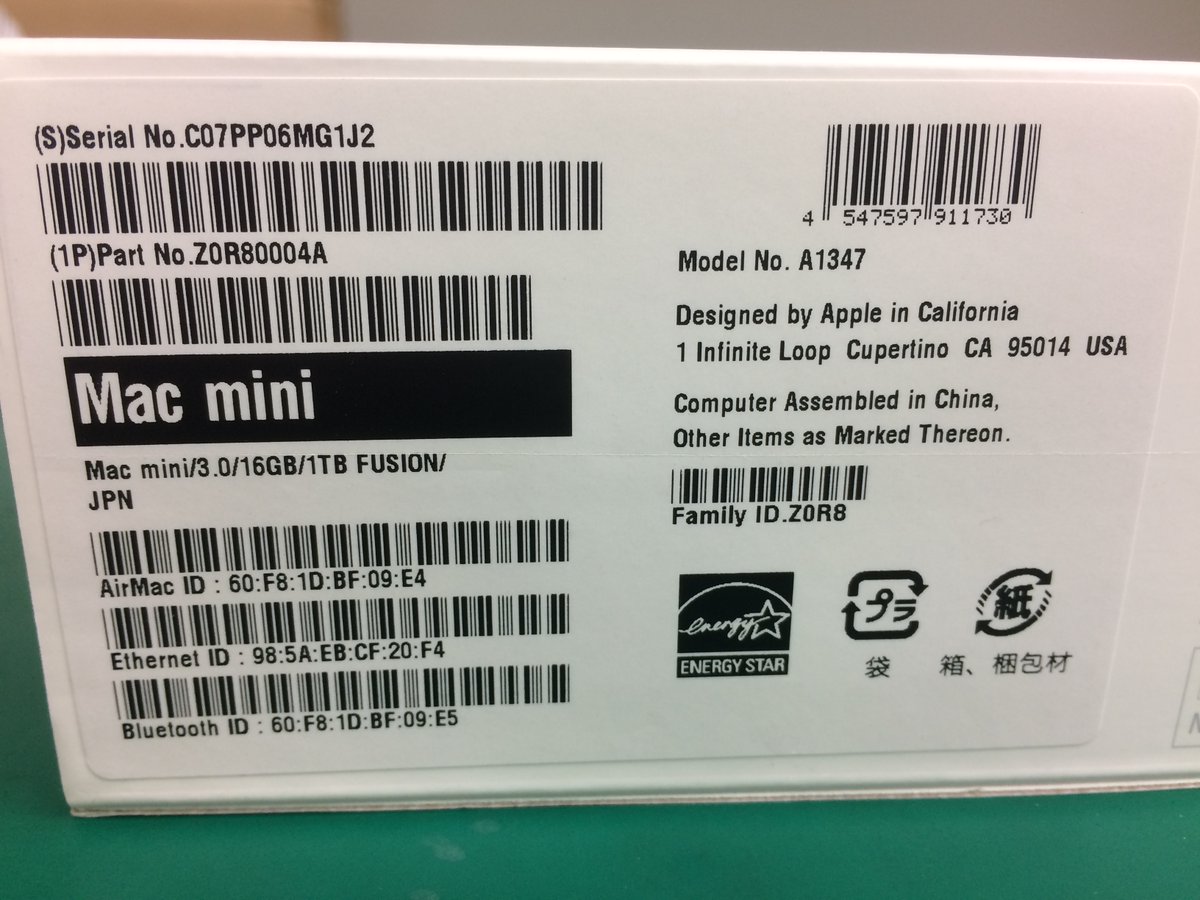 (S)Serial No.C07PP06MG1J2
(1P)Part No.Z0R80004A
Mac mini
Mac mini/3.0/16GB/1TB FUSION/
JPN
AirMac ID : 60:F8:1D:BF:09:E4
Ethernet ID : 98:5A:EB:CF:20:F4
Bluetooth ID : 60:F8:1D:BF:09:E5
4 547597 911730
Model No. A1347
Designed by Apple in California
1 Infinite Loop Cupertino CA 95014 USA
Computer Assembled in China,
Other Items as Marked Thereon.
Family ID.Z0R8
energy
ENERGY STAR
プラ
袋
紙
箱、梱包材